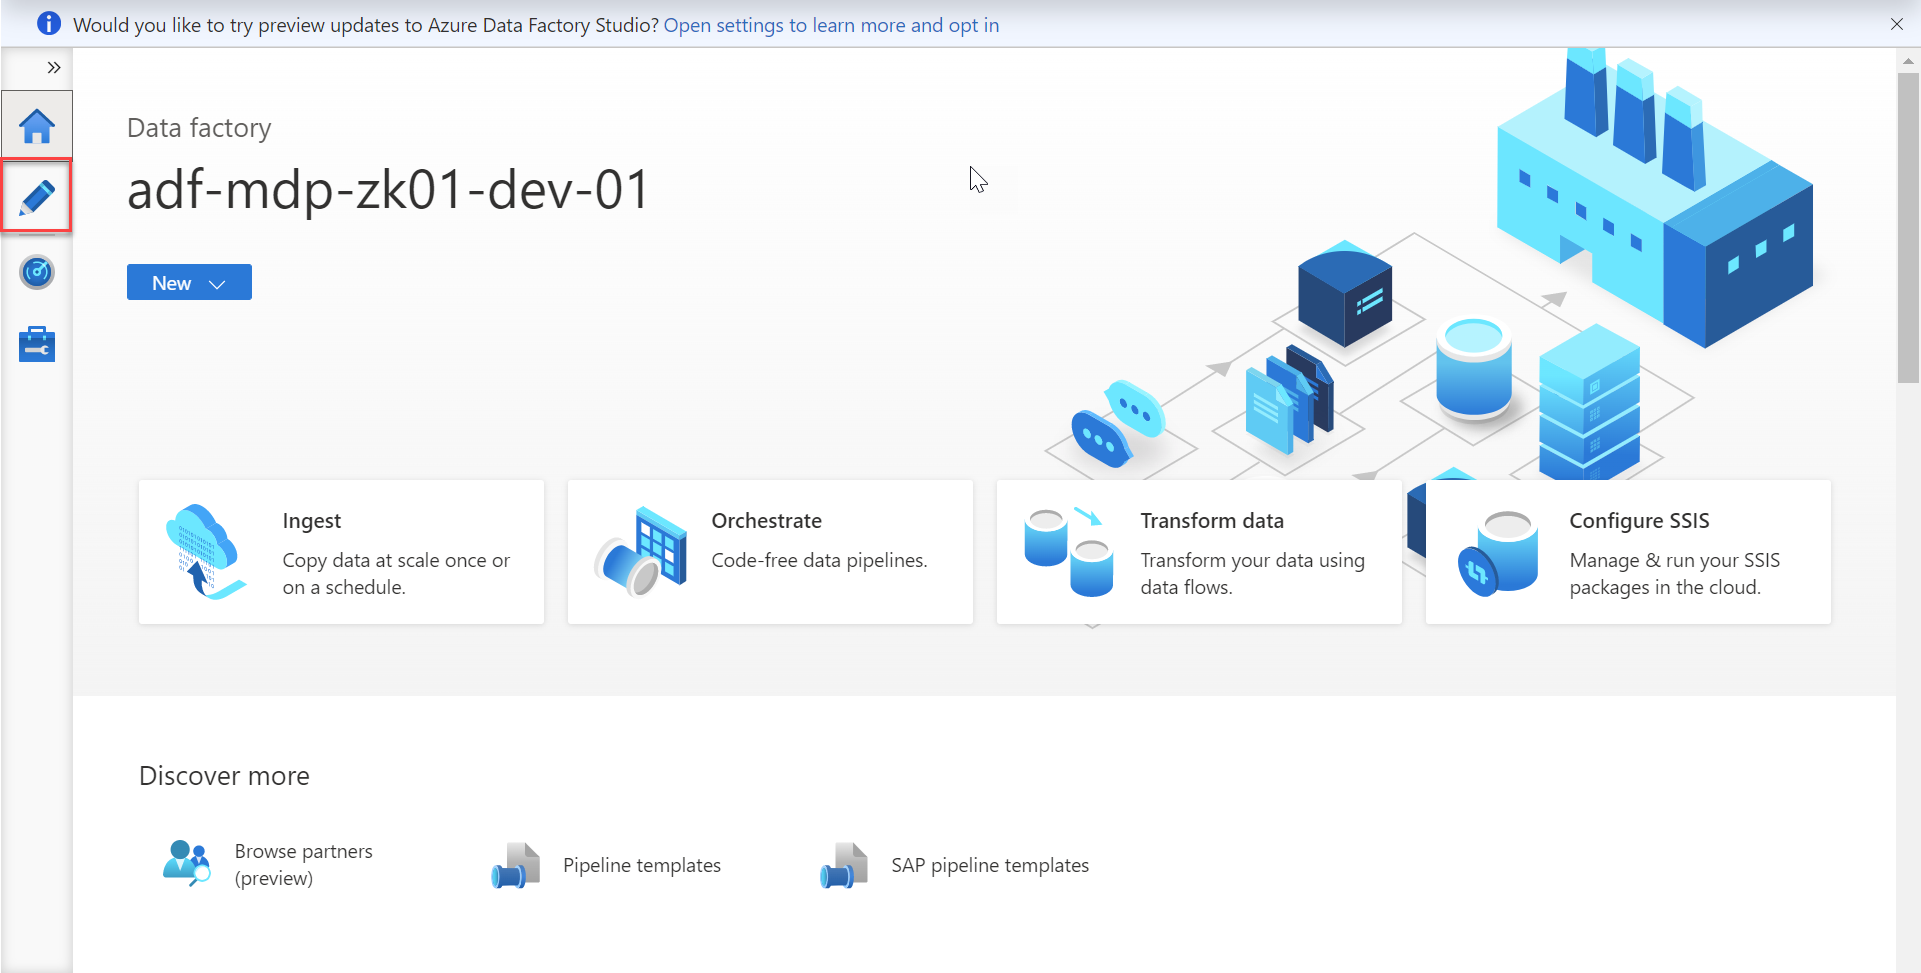 Would you like to try preview updates to Azure Data Factory Studio? Open settings to learn more and opt in
Data factory
adf-mdp-zk01-dev-01
New
Ingest
Copy data at scale once or
on a schedule.
Orchestrate
Code-free data pipelines.
Transform data
Transform your data using
data flows.
Configure SSIS
Manage & run your SSIS
packages in the cloud.
Discover more
Browse partners
(preview)
Pipeline templates
SAP pipeline templates